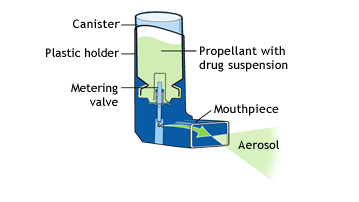 Canister
Plastic holder
Propellant with
drug suspension
Metering
valve
Mouthpiece
Aerosol